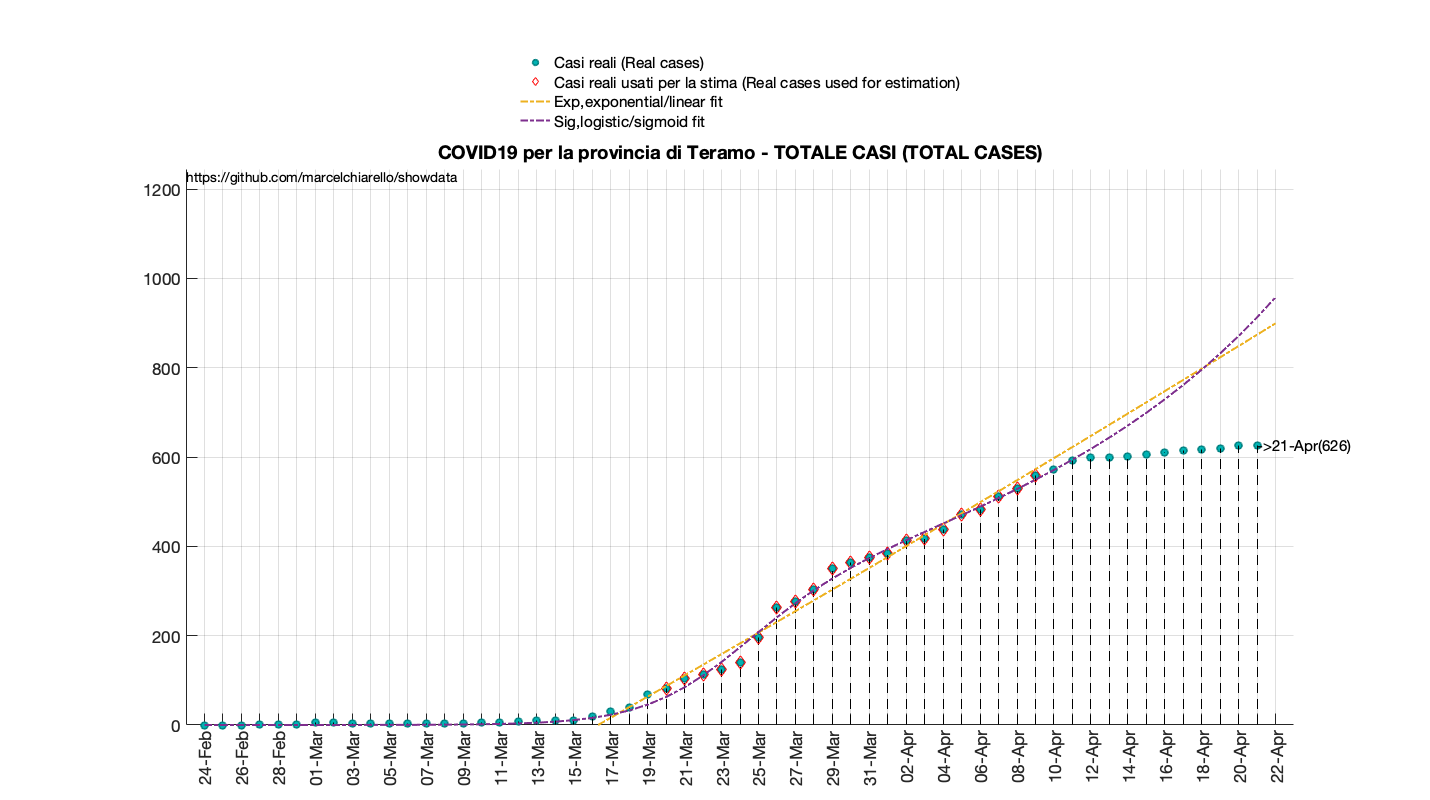 Casi reali (Real cases)
Casi reali usati per la stima (Real cases used for estimation)
Exp,exponential/linear fit
Sig,logistic/sigmoid fit
COVID19 per la provincia di Teramo - TOTALE CASI (TOTAL CASES)
https://github.com/marcelchiarello/showdata
1200
1000
800
600
400
200
0
>21-Apr(626)
24-Feb
26-Feb
28-Feb
01-Mar
03-Mar
05-Mar
07-Mar
09-Mar
11-Mar
13-Mar
15-Mar
17-Mar
19-Mar
21-Mar
23-Mar
25-Mar
27-Mar
29-Mar
31-Mar
02-Apr
04-Apr
06-Apr
08-Apr
10-Apr
12-Apr
14-Apr
16-Apr
18-Apr
20-Apr
22-Apr